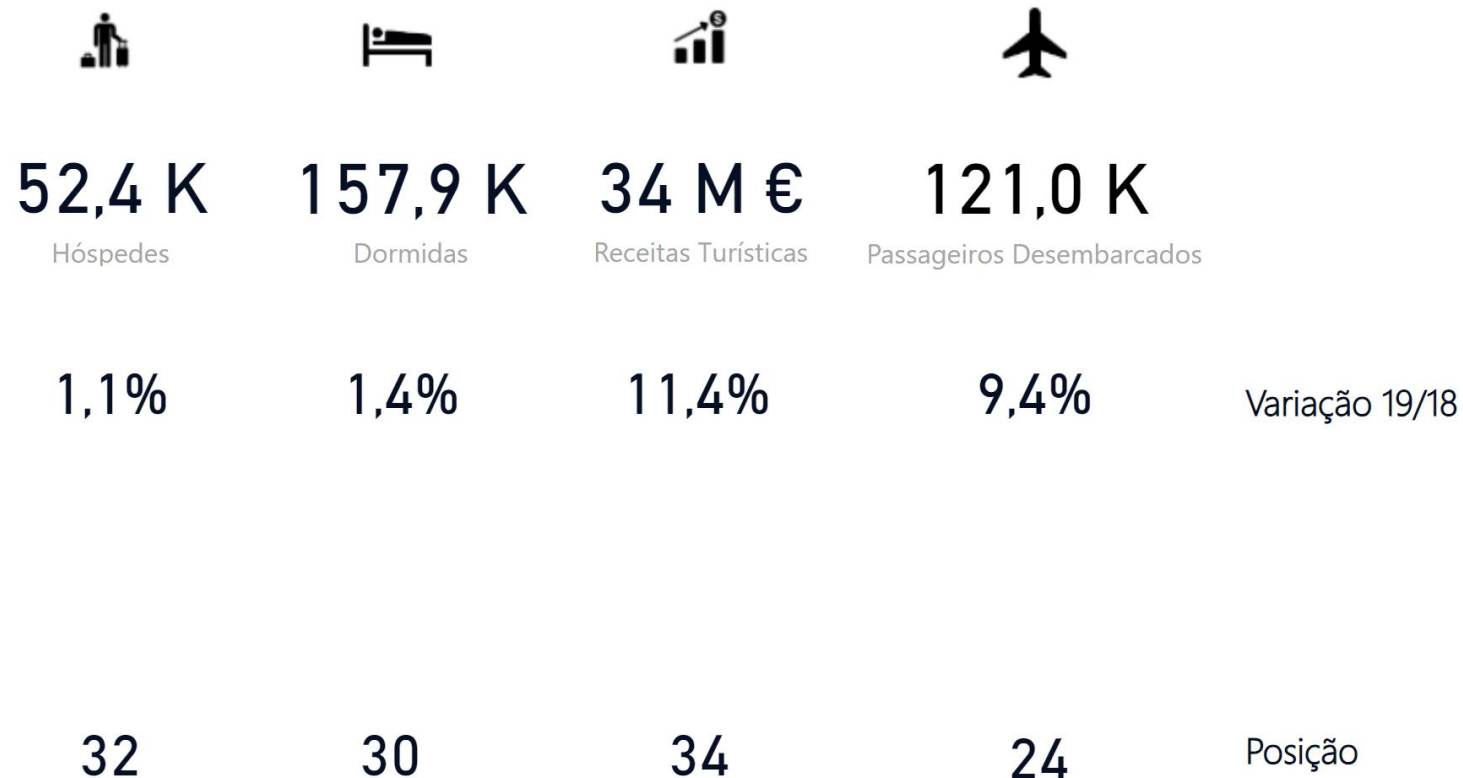 52,4 K 157,9 K 34 M € 121,0 K
Hóspedes Dormidas Receitas Turísticas Passageiros Desembarcados
1,1% 1,4% 11,4% 9,4% Variação 19/18
32 30 34 24 Posição